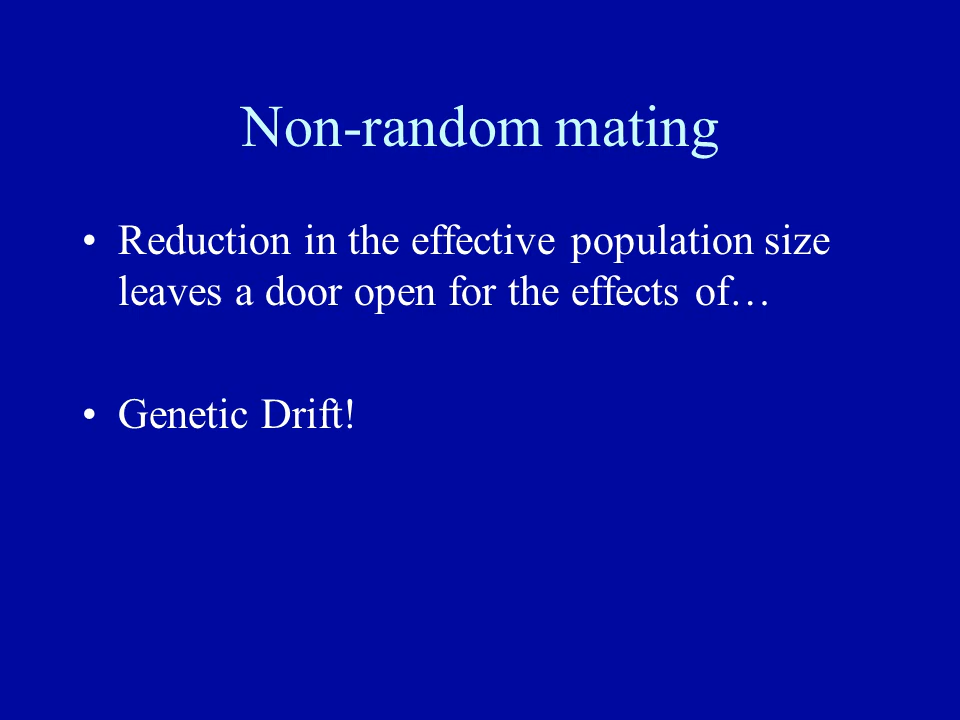 Non-random mating
• Reduction in the effective population size
leaves a door open for the effects of…
• Genetic Drift!